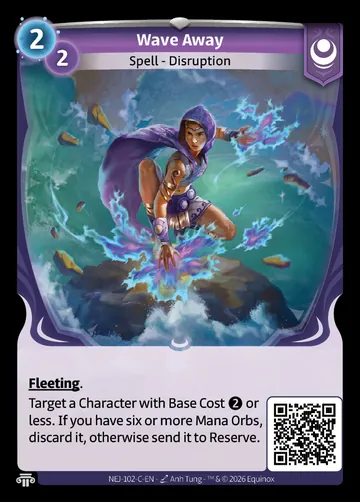 2
2
Wave Away
Spell - Disruption
Fleeting.
Target a Character with Base Cost 2 or
less. If you have six or more Mana Orbs,
discard it, otherwise send it to Reserve.
NEJ-102-C-EN - Anh Tung - ™ & © 2026 Equinox